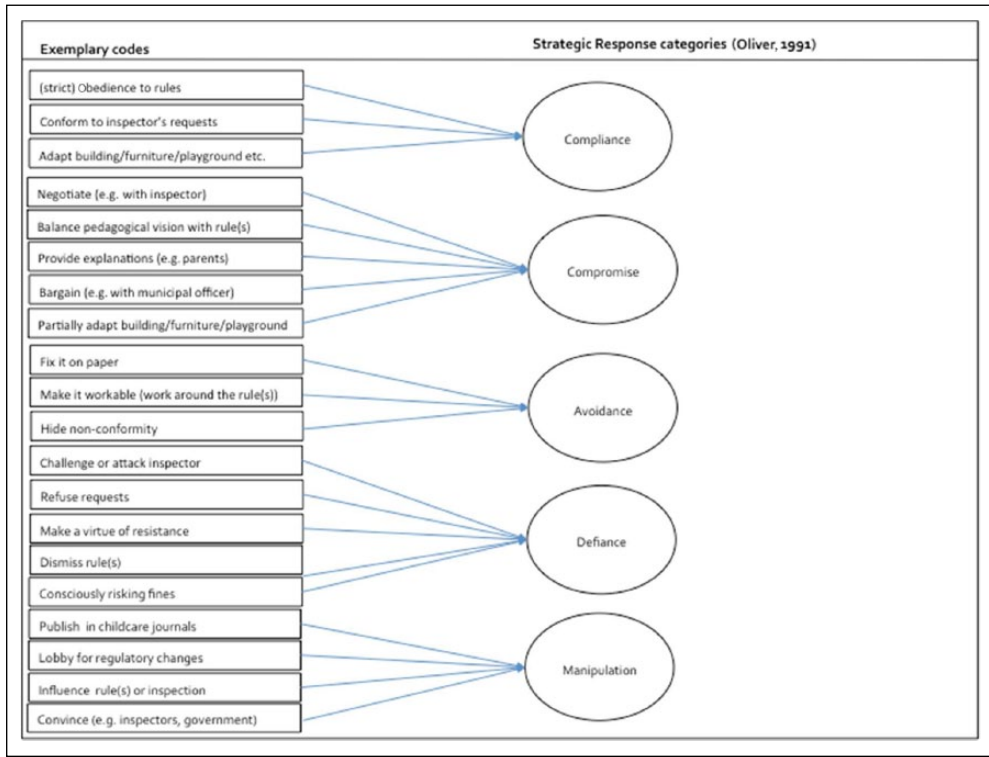 Exemplary codes
Strategic Response categories (Oliver, 1991)
(strict) Obedience to rules
Conform to inspector's requests
Adapt building/furniture/playground etc.
Compliance
Negotiate (e.g. with inspector)
Balance pedagogical vision with rule(s)
Provide explanations (e.g. parents)
Bargain (e.g. with municipal officer)
Partially adapt building/furniture/playground
Compromise
Fix it on paper
Make it workable (work around the rule(s))
Hide non-conformity
Avoidance
Challenge or attack inspector
Refuse requests
Make a virtue of resistance
Dismiss rule(s)
Consciously risking fines
Defiance
Publish in childcare journals
Lobby for regulatory changes
Influence rule(s) or inspection
Convince (e.g. inspectors, government)
Manipulation